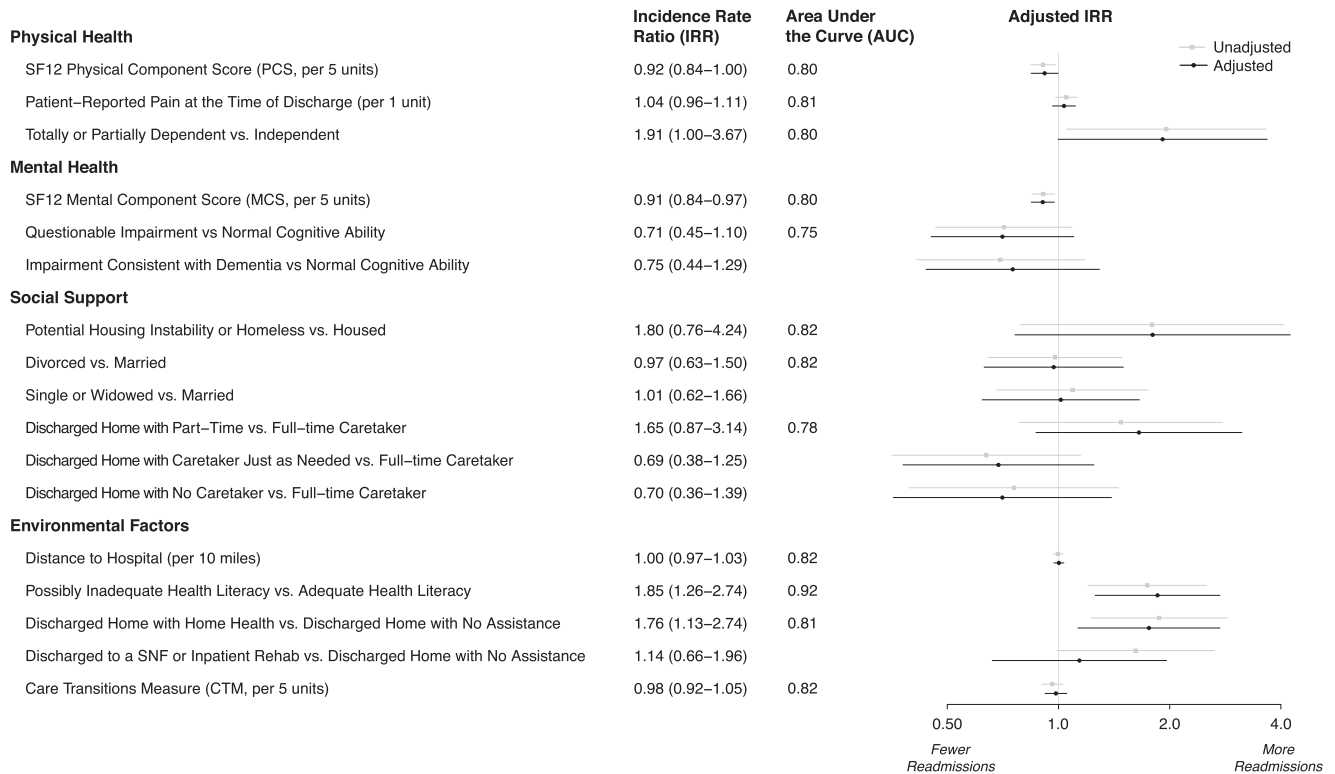 Incidence Rate Ratio (IRR) Area Under the Curve (AUC) Adjusted IRR
Physical Health
Unadjusted
Adjusted
SF12 Physical Component Score (PCS, per 5 units) 0.92 (0.84–1.00) 0.80
Patient–Reported Pain at the Time of Discharge (per 1 unit) 1.04 (0.96–1.11) 0.81
Totally or Partially Dependent vs. Independent 1.91 (1.00–3.67) 0.80
Mental Health
SF12 Mental Component Score (MCS, per 5 units) 0.91 (0.84–0.97) 0.80
Questionable Impairment vs Normal Cognitive Ability 0.71 (0.45–1.10) 0.75
Impairment Consistent with Dementia vs Normal Cognitive Ability 0.75 (0.44–1.29)
Social Support
Potential Housing Instability or Homeless vs. Housed 1.80 (0.76–4.24) 0.82
Divorced vs. Married 0.97 (0.63–1.50) 0.82
Single or Widowed vs. Married 1.01 (0.62–1.66)
Discharged Home with Part–Time vs. Full–time Caretaker 1.65 (0.87–3.14) 0.78
Discharged Home with Caretaker Just as Needed vs. Full–time Caretaker 0.69 (0.38–1.25)
Discharged Home with No Caretaker vs. Full–time Caretaker 0.70 (0.36–1.39)
Environmental Factors
Distance to Hospital (per 10 miles) 1.00 (0.97–1.03) 0.82
Possibly Inadequate Health Literacy vs. Adequate Health Literacy 1.85 (1.26–2.74) 0.92
Discharged Home with Home Health vs. Discharged Home with No Assistance 1.76 (1.13–2.74) 0.81
Discharged to a SNF or Inpatient Rehab vs. Discharged Home with No Assistance 1.14 (0.66–1.96)
Care Transitions Measure (CTM, per 5 units) 0.98 (0.92–1.05) 0.82
0.50 1.0 2.0 4.0
Fewer Readmissions More Readmissions